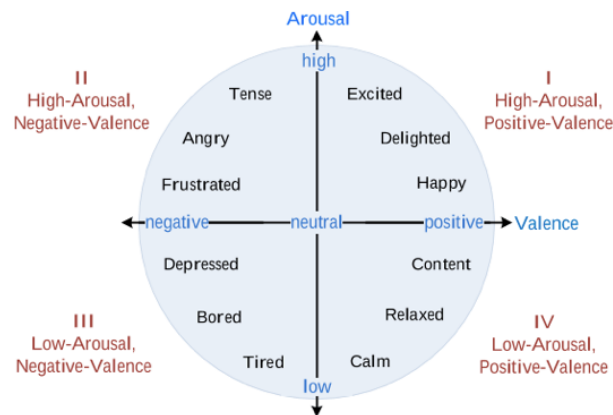 Arousal
high
II
High-Arousal,
Negative-Valence
I
High-Arousal,
Positive-Valence
Tense
Excited
Angry
Delighted
Frustrated
Happy
negative
neutral
positive
Valence
Depressed
Content
Bored
Relaxed
III
Low-Arousal,
Negative-Valence
IV
Low-Arousal,
Positive-Valence
Tired
Calm
low